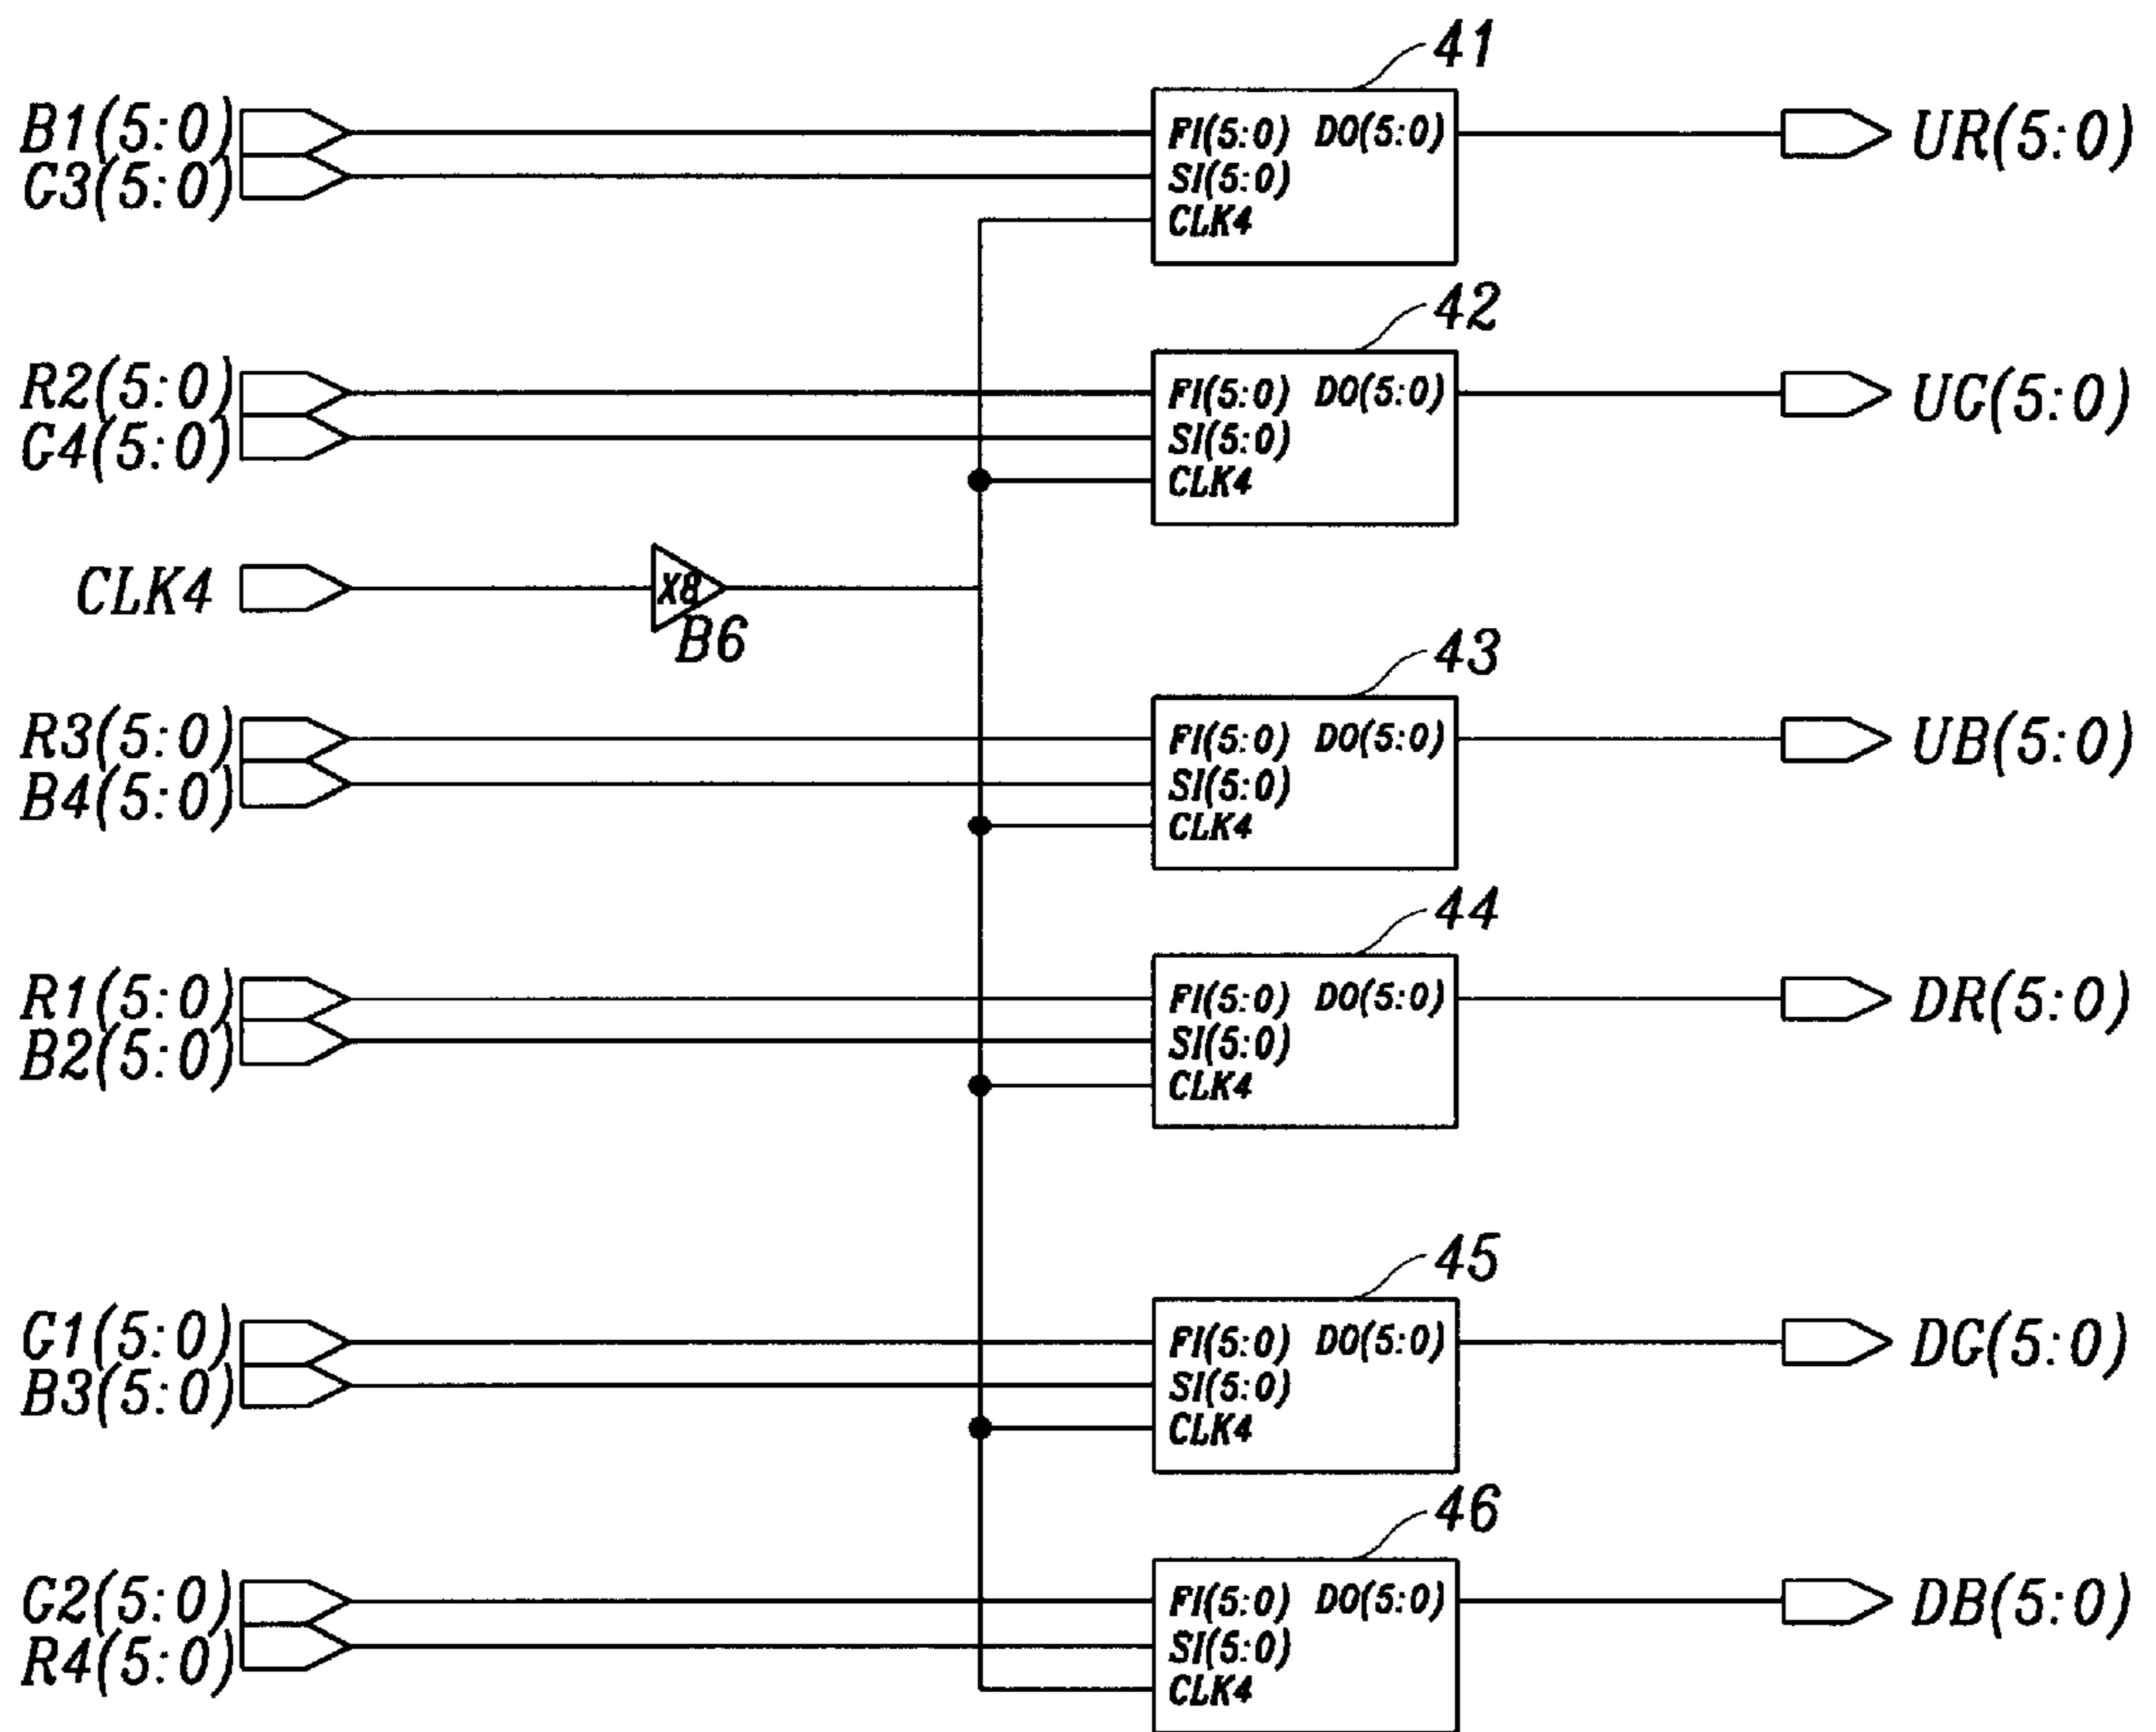 41
B1(5:0) FI(5:0) DO(5:0) UR(5:0)
G3(5:0) SI(5:0)
CLK4
42
R2(5:0) FI(5:0) DO(5:0) UG(5:0)
G4(5:0) SI(5:0)
CLK4
CLK4 X8
B6
43
R3(5:0) FI(5:0) DO(5:0) UB(5:0)
B4(5:0) SI(5:0)
CLK4
44
R1(5:0) FI(5:0) DO(5:0) DR(5:0)
B2(5:0) SI(5:0)
CLK4
45
G1(5:0) FI(5:0) DO(5:0) DG(5:0)
B3(5:0) SI(5:0)
CLK4
46
G2(5:0) FI(5:0) DO(5:0) DB(5:0)
R4(5:0) SI(5:0)
CLK4